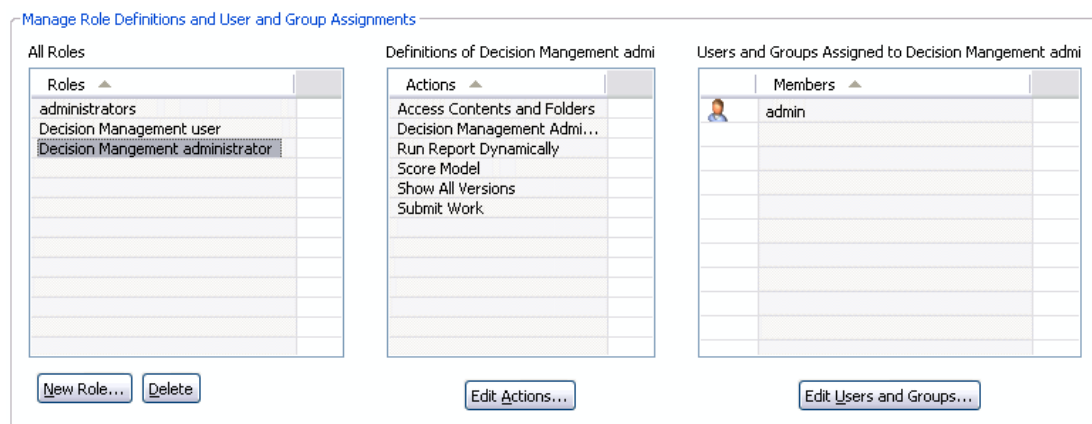 Manage Role Definitions and User and Group Assignments
All Roles
Definitions of Decision Mangement admi
Users and Groups Assigned to Decision Mangement admi
Roles
Actions
Members
administrators
Decision Management user
Decision Mangement administrator
Access Contents and Folders
Decision Management Admi...
Run Report Dynamically
Score Model
Show All Versions
Submit Work
admin
New Role...
Delete
Edit Actions...
Edit Users and Groups...